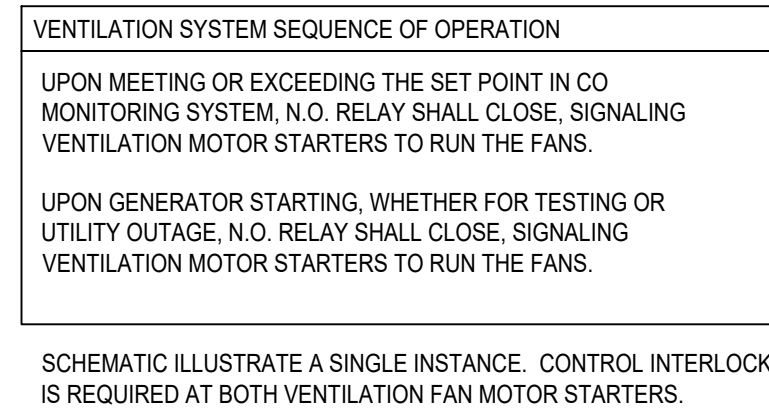 VENTILATION SYSTEM SEQUENCE OF OPERATION
UPON MEETING OR EXCEEDING THE SET POINT IN CO
MONITORING SYSTEM, N.O. RELAY SHALL CLOSE, SIGNALING
VENTILATION MOTOR STARTERS TO RUN THE FANS.
UPON GENERATOR STARTING, WHETHER FOR TESTING OR
UTILITY OUTAGE, N.O. RELAY SHALL CLOSE, SIGNALING
VENTILATION MOTOR STARTERS TO RUN THE FANS.
SCHEMATIC ILLUSTRATE A SINGLE INSTANCE. CONTROL INTERLOCK
IS REQUIRED AT BOTH VENTILATION FAN MOTOR STARTERS.